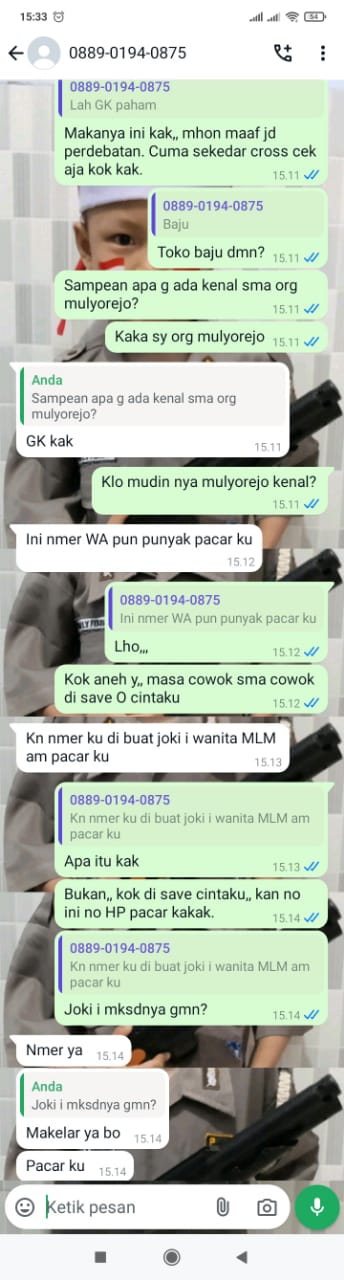 15:33
54
0889-0194-0875
0889-0194-0875
Lah GK paham
Makanya ini kak,, mhon maaf jd
perdebatan. Cuma sekedar cross cek
aja kok kak.
15.11
0889-0194-0875
Baju
Toko baju dmn?
15.11
Sampean apa g ada kenal sma org
mulyorejo?
15.11
Kaka sy org mulyorejo
15.11
Anda
Sampean apa g ada kenal sma org
mulyorejo?
GK kak
15.11
Klo mudin nya mulyorejo kenal?
15.11
Ini nmer WA pun punyak pacar ku
15.12
0889-0194-0875
Ini nmer WA pun punyak pacar ku
Lho,,,
15.12
Kok aneh y,, masa cowok sma cowok
di save O cintaku
15.12
Kn nmer ku di buat joki i wanita MLM
am pacar ku
15.13
0889-0194-0875
Kn nmer ku di buat joki i wanita MLM am
pacar ku
Apa itu kak
15.13
Bukan,, kok di save cintaku,, kan no
ini no HP pacar kakak.
15.14
0889-0194-0875
Kn nmer ku di buat joki i wanita MLM am
pacar ku
Joki i mksdnya gmn?
15.14
Nmer ya
15.14
Anda
Joki i mksdnya gmn?
Makelar ya bo
15.14
Pacar ku
15.14
Ketik pesan